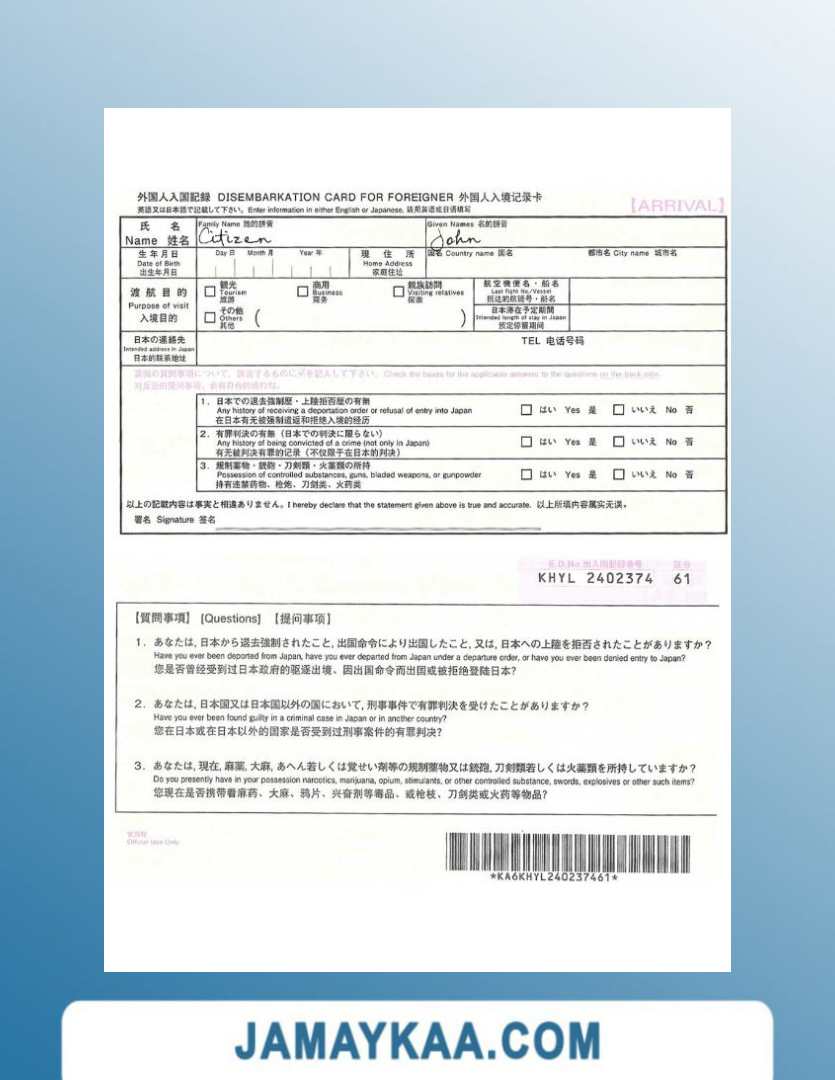 外国人入国記録 DISEMBARKATION CARD FOR FOREIGNER 外国人入境记录卡
英語又は日本語で記載して下さい。Enter information in either English or Japanese. 请用英语或日语填写
【ARRIVAL】
氏 名
Name 姓名
Family Name 您的拼音
Citizen
Given Names 名的拼音
John
生年月日
Date of Birth
出生年月日
Day 日 Month 月 Year 年
現住所
Home Address
家庭住址
国名 Country name 国名
都市名 City name 城市名
渡航目的
Purpose of visit
入境目的
観光
Tourism
旅游
商用
Business
商务
親族訪問
Visiting relatives
探亲
その他
Others
其他
( )
航空機便名・船名
Last flight No./Vessel
抵达的航班号・船名
日本滞在予定期間
Intended length of stay in Japan
预定停留期间
日本の連絡先
Intended address in Japan
日本的联系地址
TEL 电话号码
裏面の質問事項について、該当するものに✓を記入して下さい。Check the boxes for the applicable answers to the questions on the back side.
1. 日本での退去強制歴・上陸拒否歴の有無
Any history of receiving a deportation order or refusal of entry into Japan
在日本有无被强制遣返和拒绝入境的经历
はい Yes 是 いいえ No 否
2. 有罪判決の有無(日本での判決に限らない)
Any history of being convicted of a crime (not only in Japan)
有无被判决有罪的记录(不仅限于在日本的判决)
はい Yes 是 いいえ No 否
3. 規制薬物・銃砲・刀剣類・火薬類の所持
Possession of controlled substances, guns, bladed weapons, or gunpowder
持有违禁药物、枪炮、刀剑类、火药类
はい Yes 是 いいえ No 否
以上の記載内容は事実と相違ありません。I hereby declare that the statement given above is true and accurate. 以上所填内容属实无误。
署名 Signature 签名
E.D.No 出入国記録番号 区分
KHYL 2402374 61
【質問事項】 [Questions] 【提问事项】
1. あなたは、日本から退去強制されたこと、出国命令により出国したこと、又は、日本への上陸を拒否されたことがありますか？
Have you ever been deported from Japan, have you ever departed from Japan under a departure order, or have you ever been denied entry to Japan?
您是否曾经受到过日本政府的驱逐出境、因出国命令而出国或被拒绝登陆日本？
2. あなたは、日本国又は日本国以外の国において、刑事事件で有罪判決を受けたことがありますか？
Have you ever been found guilty in a criminal case in Japan or in another country?
您在日本或在日本以外的国家是否受到过刑事案件的有罪判决？
3. あなたは、現在、麻薬、大麻、あへん若しくは覚せい剤等の規制薬物又は銃砲、刀剣類若しくは火薬類を所持していますか？
Do you presently have in your possession narcotics, marijuana, opium, stimulants, or other controlled substance, swords, explosives or other such items?
您现在是否携带着麻药、大麻、鸦片、兴奋剂等毒品、或枪枝、刀剑类或火药等物品？
官用欄
Official Use Only
*KA6KHYL240237461*
JAMAYKAA.COM